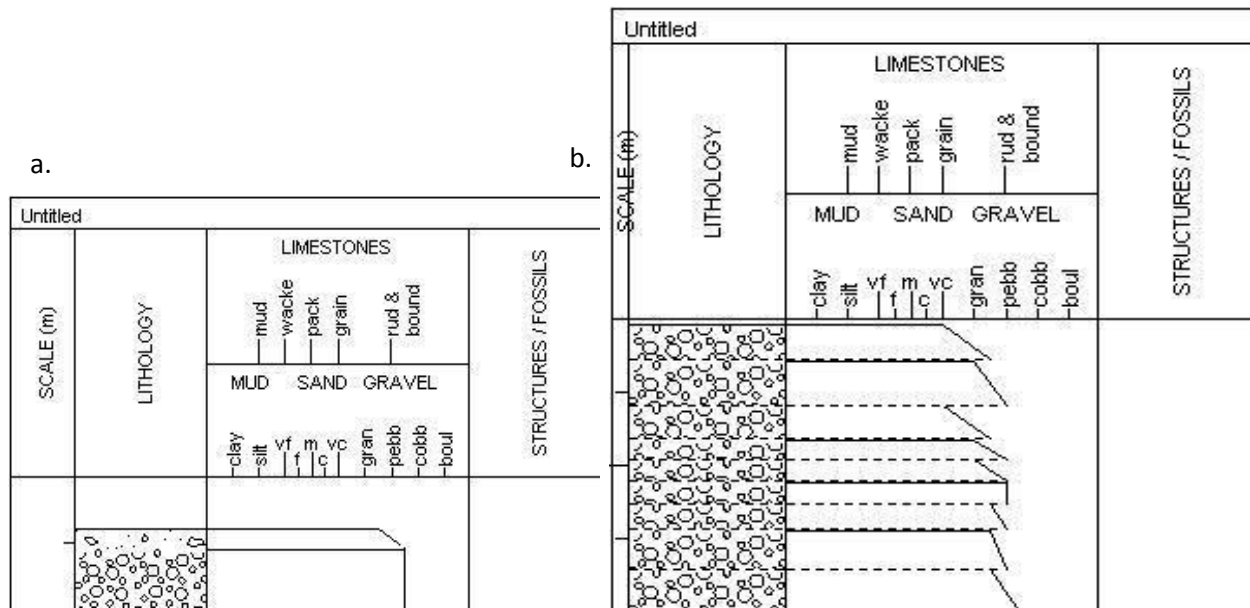 a.
Untitled
SCALE (m)
LITHOLOGY
LIMESTONES
mud
wacke
pack
grain
rud &
bound
MUD SAND GRAVEL
clay
silt
vf
f
m
c
vc
gran
pebb
cobb
boul
STRUCTURES / FOSSILS
b.
Untitled
SCALE (m)
LITHOLOGY
LIMESTONES
mud
wacke
pack
grain
rud &
bound
MUD SAND GRAVEL
clay
silt
vf
f
m
c
vc
gran
pebb
cobb
boul
STRUCTURES / FOSSILS